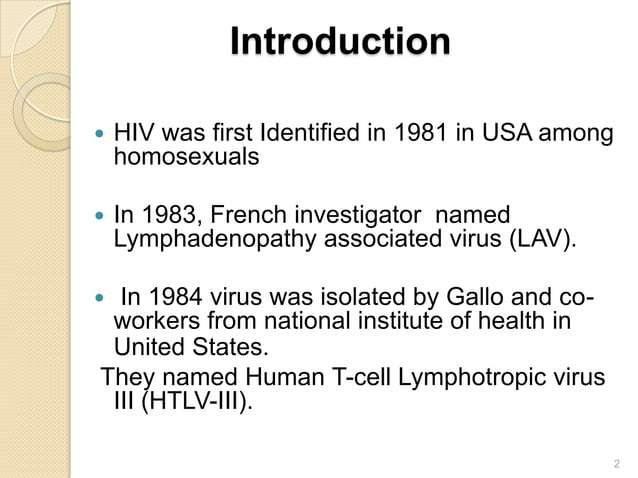 Introduction
HIV was first Identified in 1981 in USA among
homosexuals
In 1983, French investigator named
Lymphadenopathy associated virus (LAV).
In 1984 virus was isolated by Gallo and co-
workers from national institute of health in
United States.
They named Human T-cell Lymphotropic virus
III (HTLV-III).
2